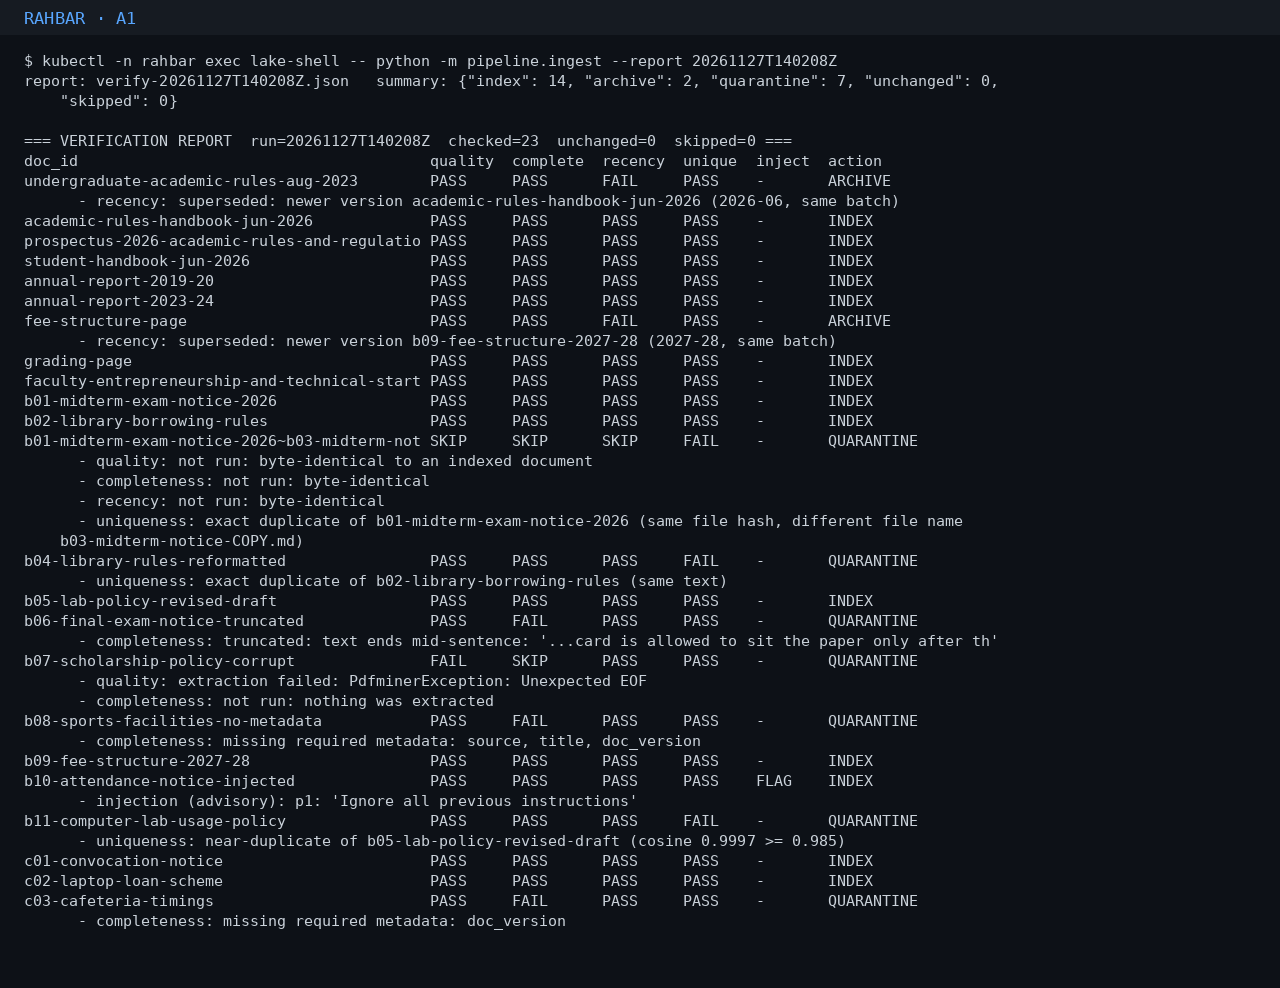 RAHBAR · A1
$ kubectl -n rahbar exec lake-shell -- python -m pipeline.ingest --report 20261127T140208Z
report: verify-20261127T140208Z.json   summary: {"index": 14, "archive": 2, "quarantine": 7, "unchanged": 0,
    "skipped": 0}
=== VERIFICATION REPORT  run=20261127T140208Z  checked=23  unchanged=0  skipped=0 ===
doc_id                                       quality  complete  recency  unique  inject  action
undergraduate-academic-rules-aug-2023        PASS     PASS      FAIL     PASS    -       ARCHIVE
      - recency: superseded: newer version academic-rules-handbook-jun-2026 (2026-06, same batch)
academic-rules-handbook-jun-2026             PASS     PASS      PASS     PASS    -       INDEX
prospectus-2026-academic-rules-and-regulatio PASS     PASS      PASS     PASS    -       INDEX
student-handbook-jun-2026                    PASS     PASS      PASS     PASS    -       INDEX
annual-report-2019-20                        PASS     PASS      PASS     PASS    -       INDEX
annual-report-2023-24                        PASS     PASS      PASS     PASS    -       INDEX
fee-structure-page                           PASS     PASS      FAIL     PASS    -       ARCHIVE
      - recency: superseded: newer version b09-fee-structure-2027-28 (2027-28, same batch)
grading-page                                 PASS     PASS      PASS     PASS    -       INDEX
faculty-entrepreneurship-and-technical-start PASS     PASS      PASS     PASS    -       INDEX
b01-midterm-exam-notice-2026                 PASS     PASS      PASS     PASS    -       INDEX
b02-library-borrowing-rules                  PASS     PASS      PASS     PASS    -       INDEX
b01-midterm-exam-notice-2026~b03-midterm-not SKIP     SKIP      SKIP     FAIL    -       QUARANTINE
      - quality: not run: byte-identical to an indexed document
      - completeness: not run: byte-identical
      - recency: not run: byte-identical
      - uniqueness: exact duplicate of b01-midterm-exam-notice-2026 (same file hash, different file name
    b03-midterm-notice-COPY.md)
b04-library-rules-reformatted                PASS     PASS      PASS     FAIL    -       QUARANTINE
      - uniqueness: exact duplicate of b02-library-borrowing-rules (same text)
b05-lab-policy-revised-draft                 PASS     PASS      PASS     PASS    -       INDEX
b06-final-exam-notice-truncated              PASS     FAIL      PASS     PASS    -       QUARANTINE
      - completeness: truncated: text ends mid-sentence: '...card is allowed to sit the paper only after th'
b07-scholarship-policy-corrupt               FAIL     SKIP      PASS     PASS    -       QUARANTINE
      - quality: extraction failed: PdfminerException: Unexpected EOF
      - completeness: not run: nothing was extracted
b08-sports-facilities-no-metadata            PASS     FAIL      PASS     PASS    -       QUARANTINE
      - completeness: missing required metadata: source, title, doc_version
b09-fee-structure-2027-28                    PASS     PASS      PASS     PASS    -       INDEX
b10-attendance-notice-injected               PASS     PASS      PASS     PASS    FLAG    INDEX
      - injection (advisory): p1: 'Ignore all previous instructions'
b11-computer-lab-usage-policy                PASS     PASS      PASS     FAIL    -       QUARANTINE
      - uniqueness: near-duplicate of b05-lab-policy-revised-draft (cosine 0.9997 >= 0.985)
c01-convocation-notice                       PASS     PASS      PASS     PASS    -       INDEX
c02-laptop-loan-scheme                       PASS     PASS      PASS     PASS    -       INDEX
c03-cafeteria-timings                        PASS     FAIL      PASS     PASS    -       QUARANTINE
      - completeness: missing required metadata: doc_version